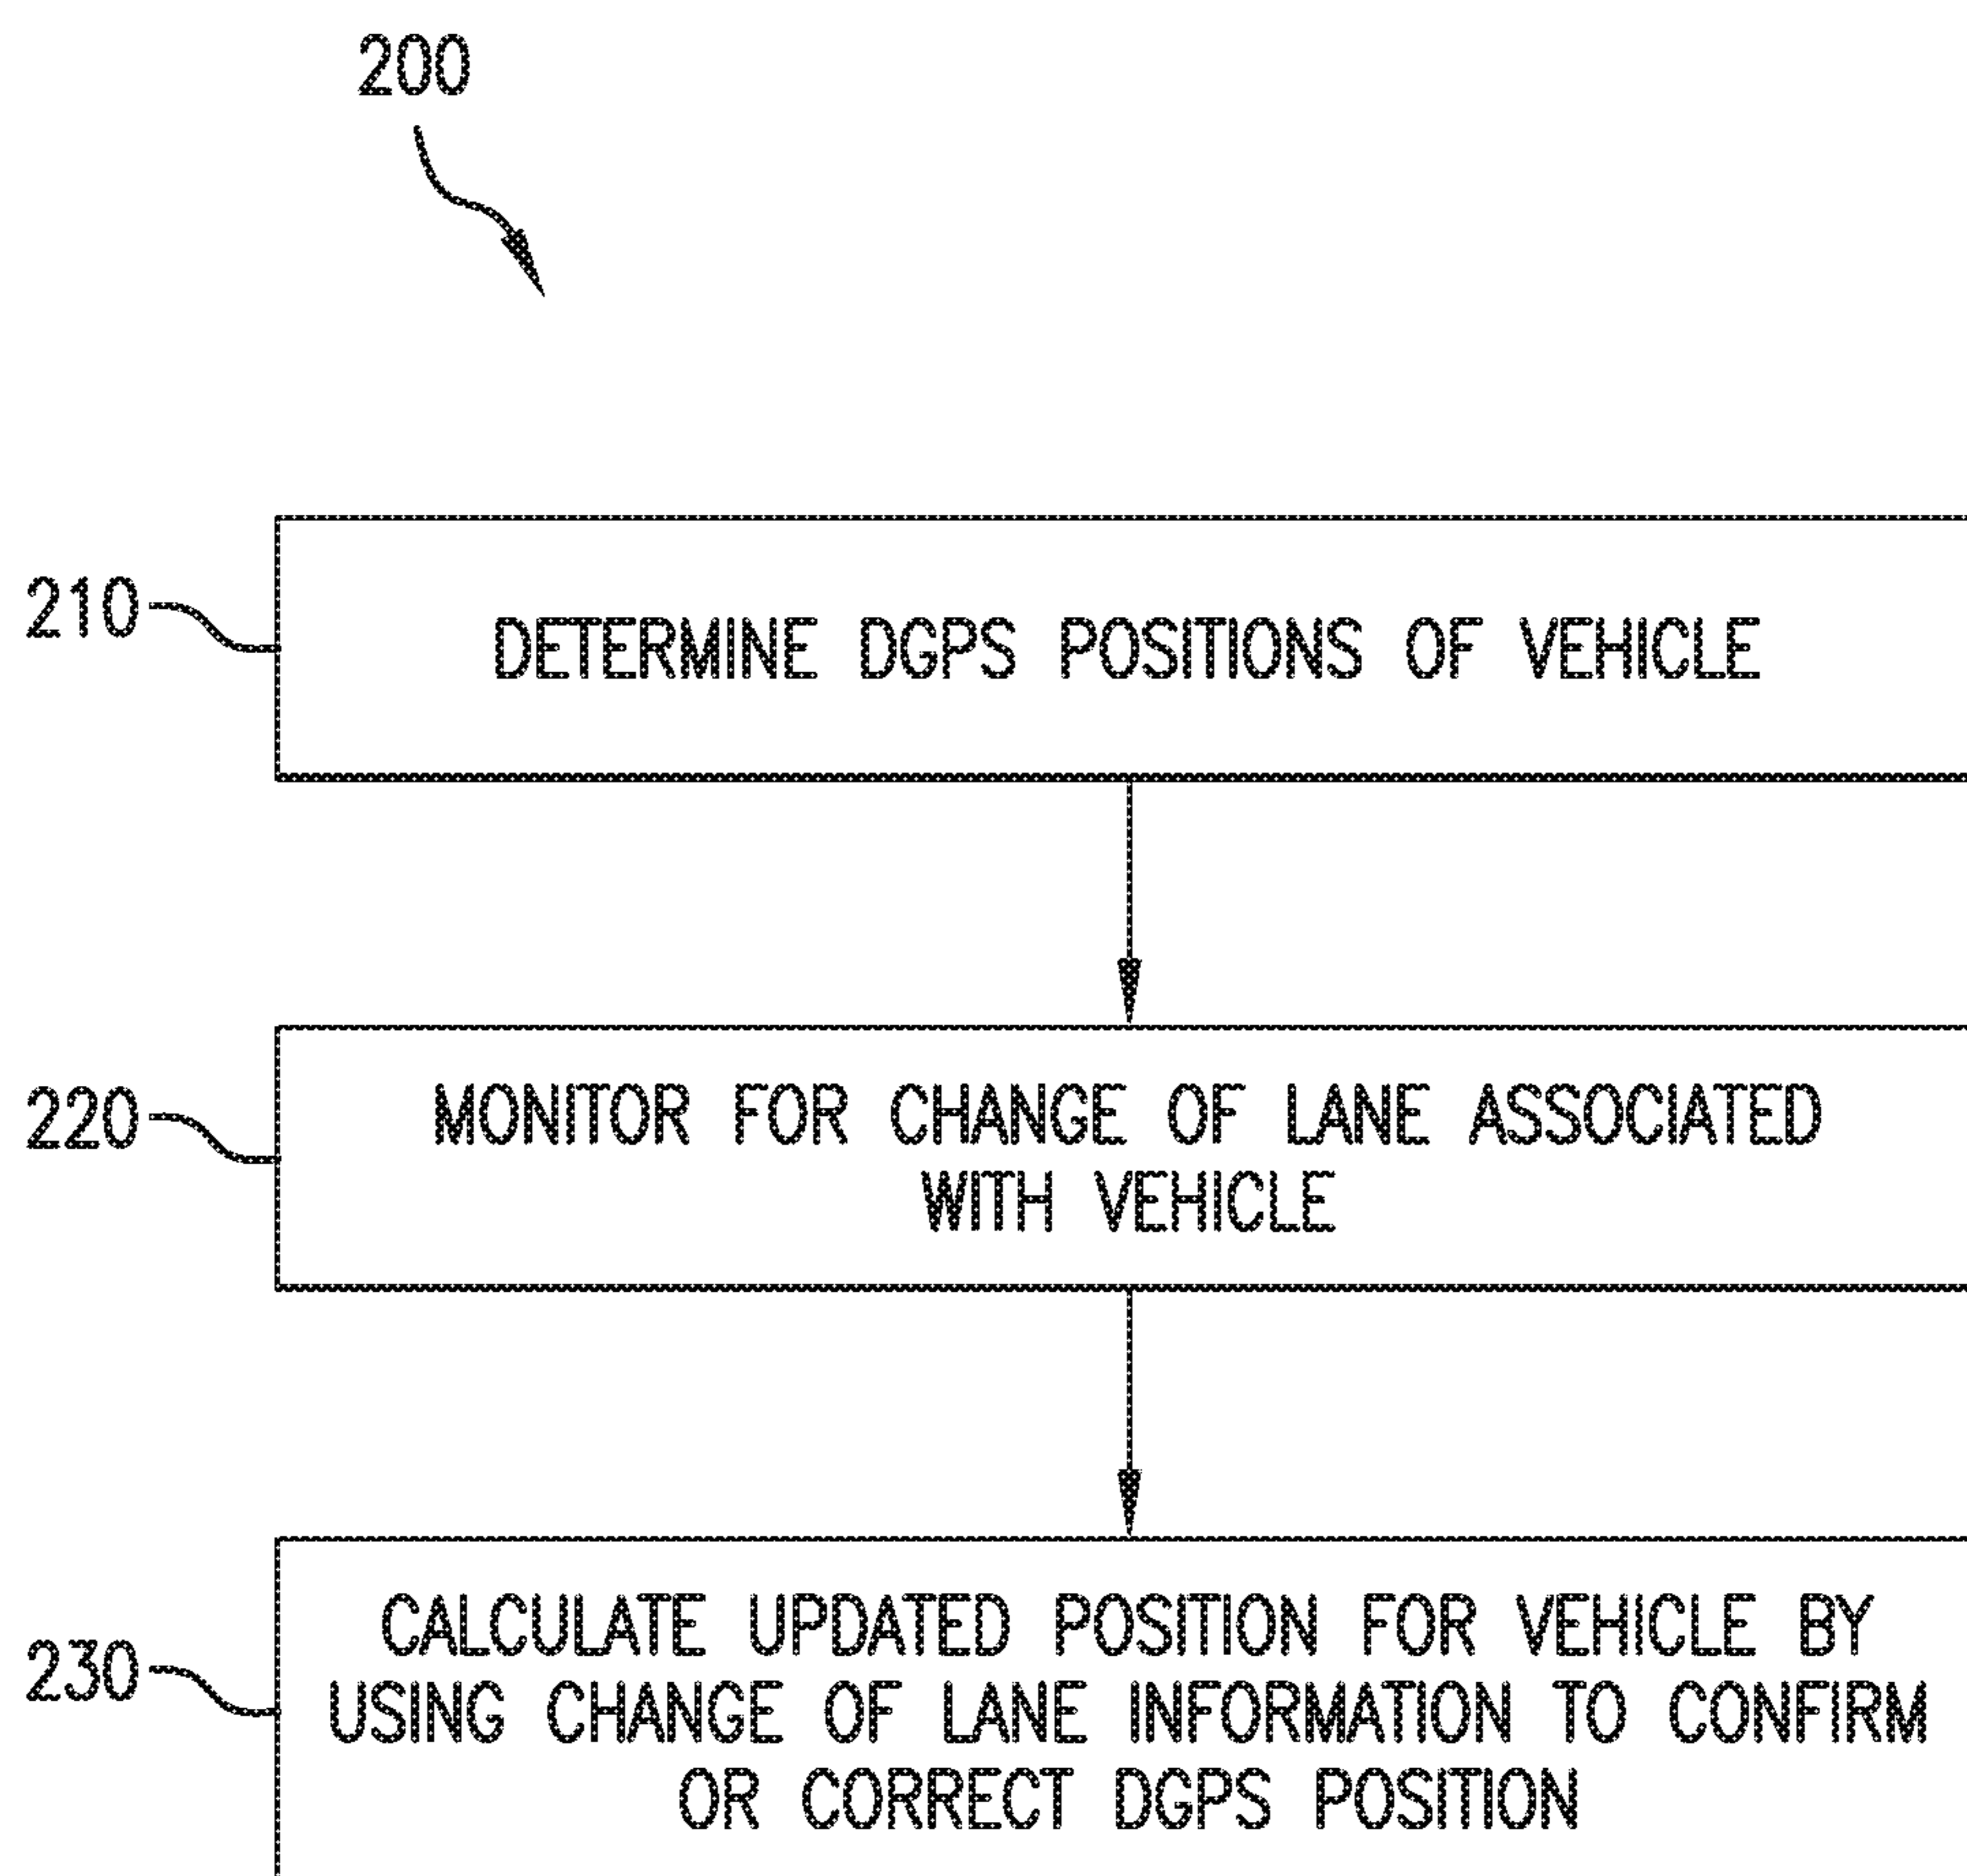 200
210
DETERMINE DGPS POSITIONS OF VEHICLE
220
MONITOR FOR CHANGE OF LANE ASSOCIATED
WITH VEHICLE
230
CALCULATE UPDATED POSITION FOR VEHICLE BY
USING CHANGE OF LANE INFORMATION TO CONFIRM
OR CORRECT DGPS POSITION